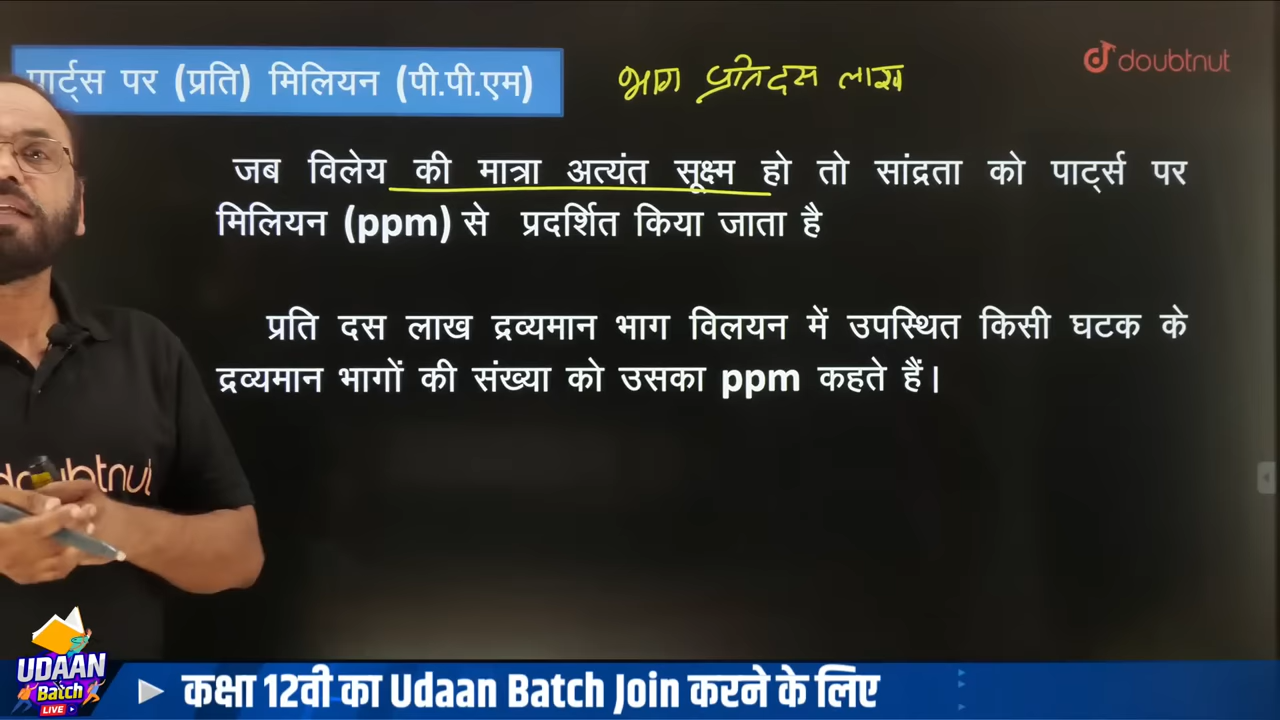 पार्ट्स पर (प्रति) मिलियन (पी.पी.एम)
भाग प्रति दस लाख
doubtnut
जब विलेय की मात्रा अत्यंत सूक्ष्म हो तो सांद्रता को पार्ट्स पर
मिलियन (ppm) से प्रदर्शित किया जाता है
प्रति दस लाख द्रव्यमान भाग विलयन में उपस्थित किसी घटक के
द्रव्यमान भागों की संख्या को उसका ppm कहते हैं।
doubtnut
UDAAN
Batch
LIVE
कक्षा 12वी का Udaan Batch Join करने के लिए